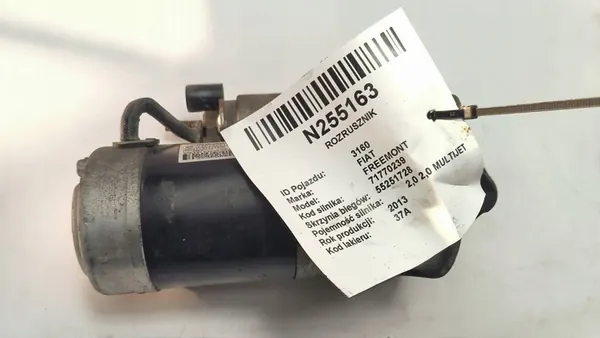 N255163
ROZRUSZNIK
ID Pojazdu: 3160
Marka: FIAT
Model: FREEMONT
Kod silnika: 71770239
Skrzynia biegów: 55251728
Pojemność silnika: 2,0 2,0 MULTIJET
Rok produkcji: 2013
Kod lakieru: 37A